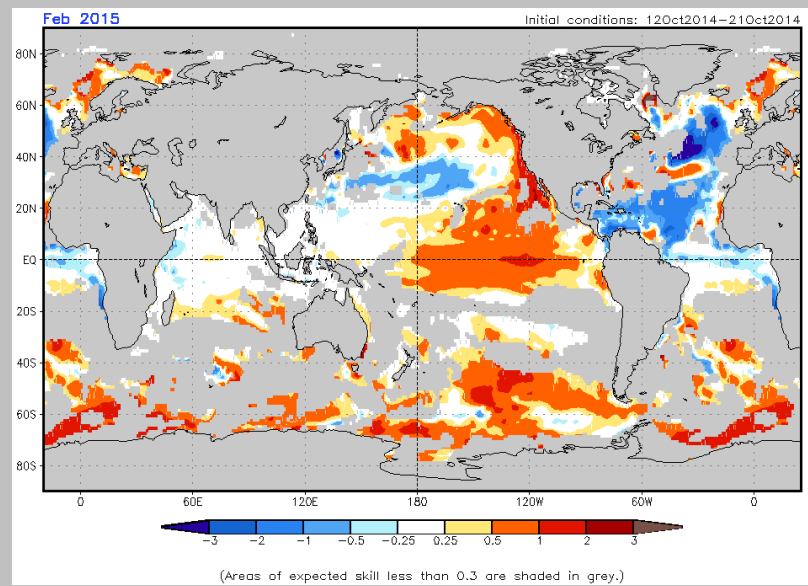 Feb 2015
Initial conditions: 12Oct2014-21Oct2014
80N
60N
40N
20N
EQ
20S
40S
60S
80S
0 60E 120E 180 120W 60W 0
-3 -2 -1 -0.5 -0.25 0.25 0.5 1 2 3
(Areas of expected skill less than 0.3 are shaded in grey.)